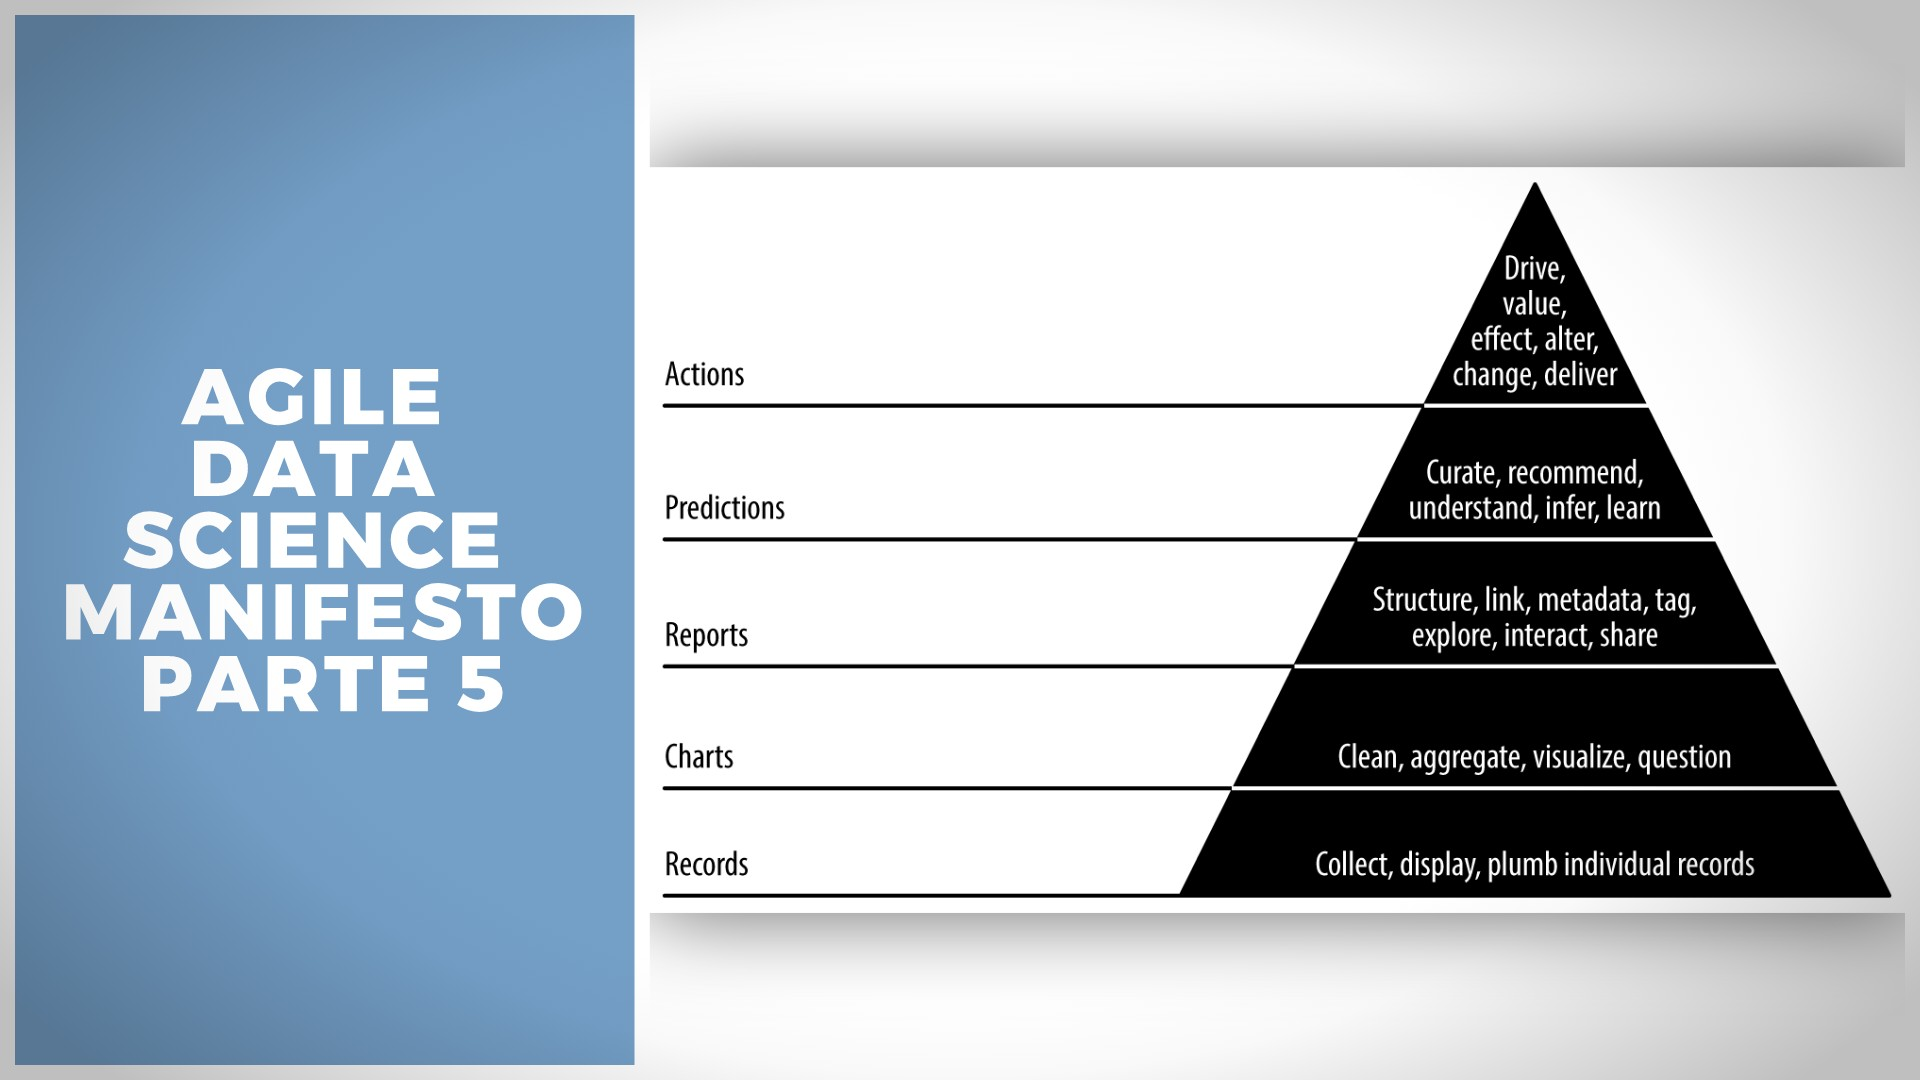 AGILE
DATA
SCIENCE
MANIFESTO
PARTE 5
Drive,
value,
effect, alter,
change, deliver
Actions
Curate, recommend,
understand, infer, learn
Predictions
Structure, link, metadata, tag,
explore, interact, share
Reports
Clean, aggregate, visualize, question
Charts
Collect, display, plumb individual records
Records